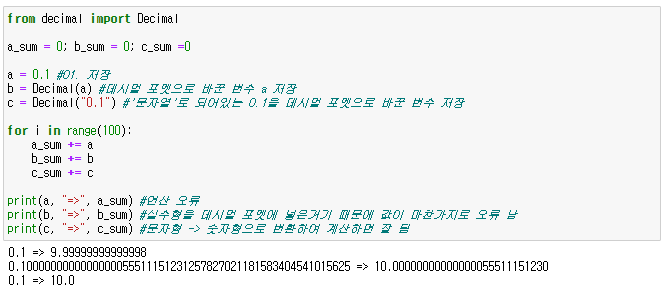 from decimal import Decimal
a_sum = 0; b_sum = 0; c_sum =0
a = 0.1 #01. 저장
b = Decimal(a) #데시멀 포멧으로 바꾼 변수 a 저장
c = Decimal("0.1") #'문자열'로 되어있는 0.1을 데시멀 포멧으로 바꾼 변수 저장
for i in range(100):
    a_sum += a
    b_sum += b
    c_sum += c
print(a, "=>", a_sum) #연산 오류
print(b, "=>", b_sum) #실수형을 데시멀 포멧에 넣은거기 때문에 값이 마찬가지로 오류 남
print(c, "=>", c_sum) #문자형 -> 숫자형으로 변환하여 계산하면 잘 됨
0.1 => 9.99999999999998
0.1000000000000000055511151231257827021181583404541015625 => 10.00000000000000055511151230
0.1 => 10.0